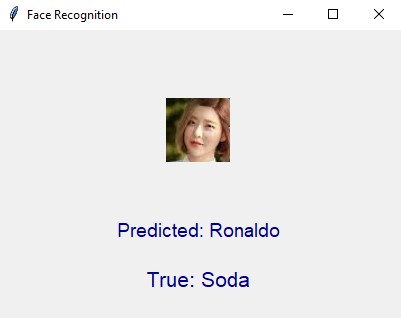 Face Recognition
Predicted: Ronaldo
True: Soda